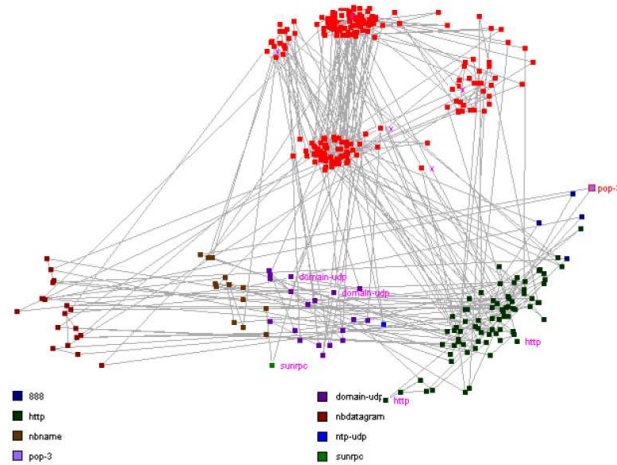 x
x
x
x
x
pop-3
domain-udp
domain-udp
http
sunrpc
http
888
http
nbname
pop-3
domain-udp
nbdatagram
ntp-udp
sunrpc